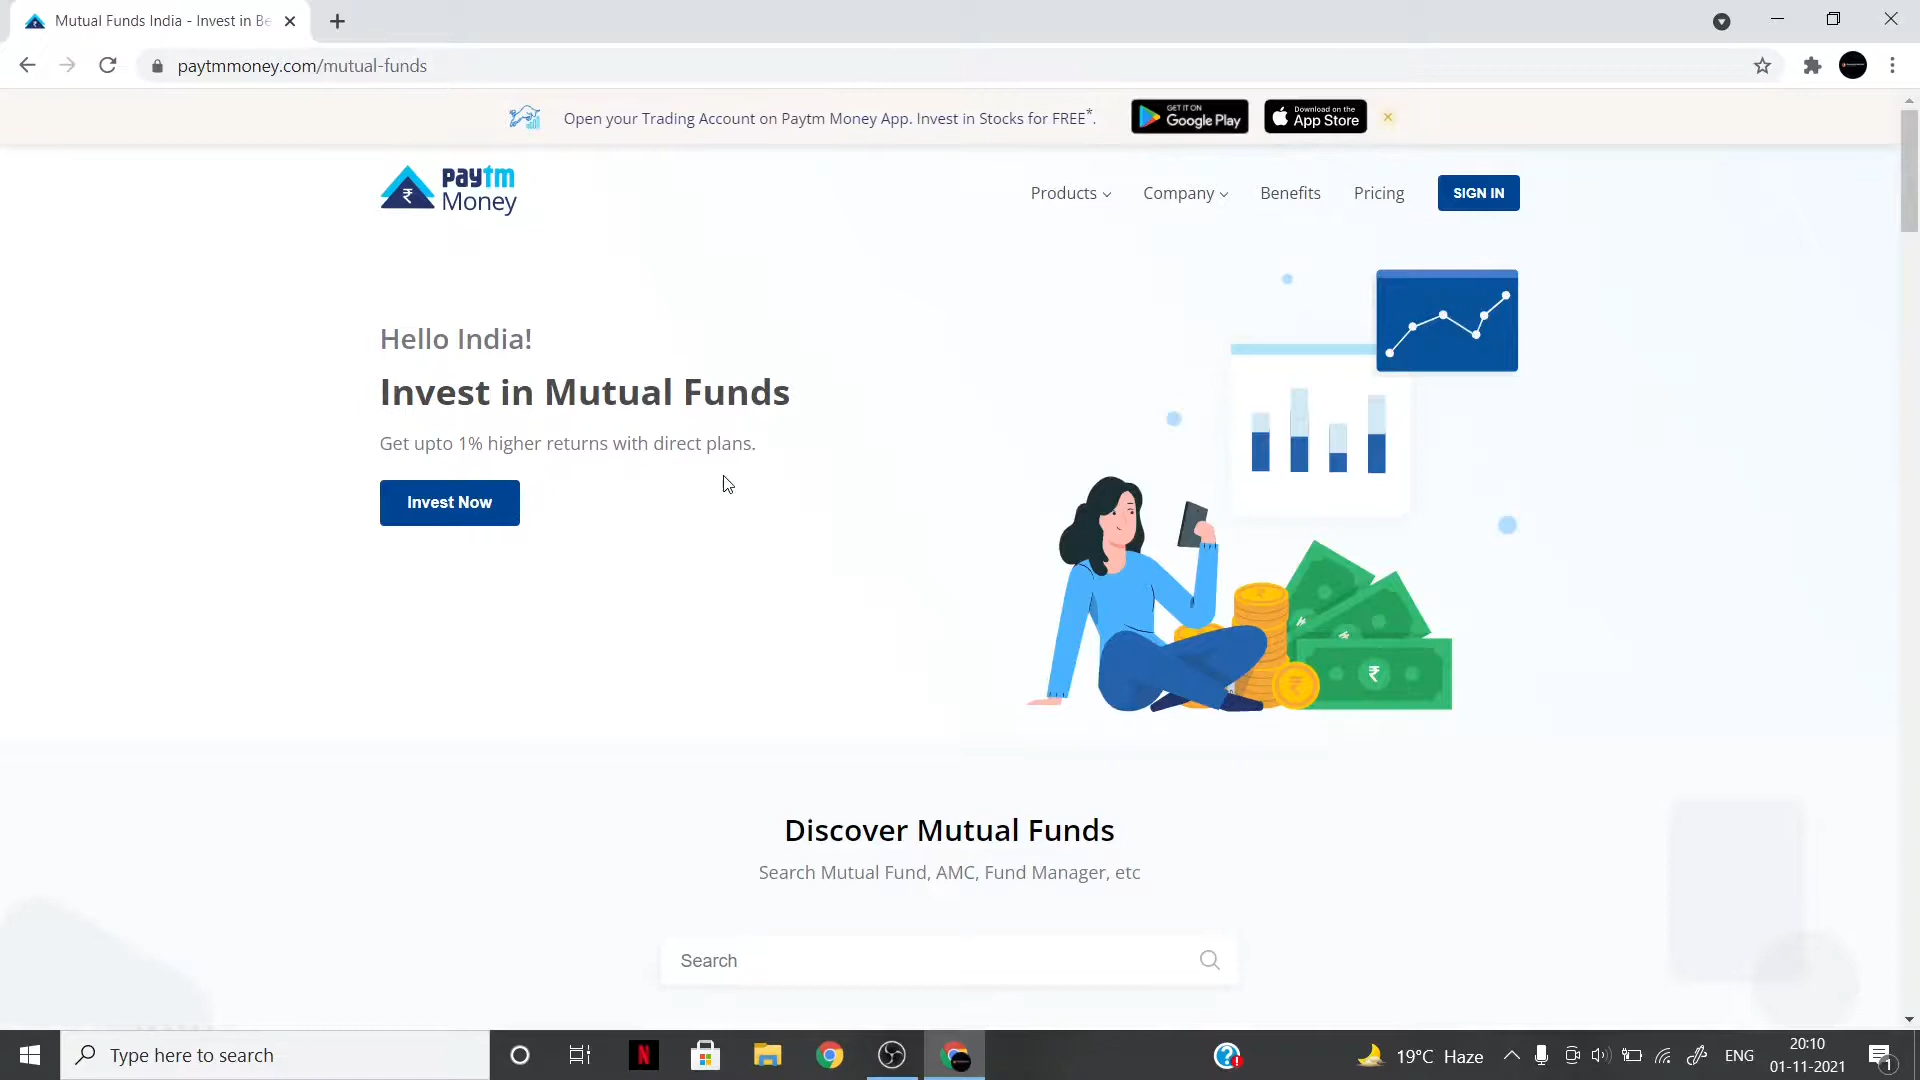 Mutual Funds India - Invest in Be
paytmmoney.com/mutual-funds
Open your Trading Account on Paytm Money App. Invest in Stocks for FREE*.
GET IT ON
Google Play
Download on the
App Store
paytm
Money
Products
Company
Benefits
Pricing
SIGN IN
Hello India!
Invest in Mutual Funds
Get upto 1% higher returns with direct plans.
Invest Now
Discover Mutual Funds
Search Mutual Fund, AMC, Fund Manager, etc
Search
Type here to search
N
19°C Haze
ENG
20:10
01-11-2021
1